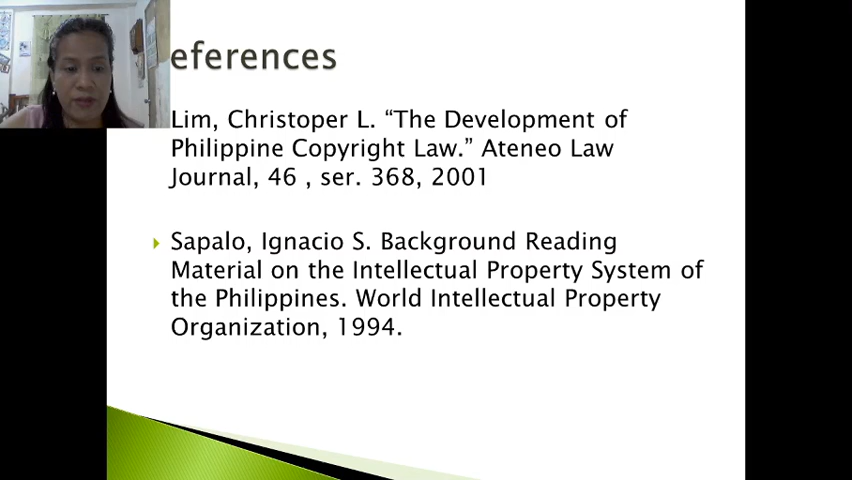 eferences
Lim, Christoper L. “The Development of
Philippine Copyright Law.” Ateneo Law
Journal, 46 , ser. 368, 2001
Sapalo, Ignacio S. Background Reading
Material on the Intellectual Property System of
the Philippines. World Intellectual Property
Organization, 1994.